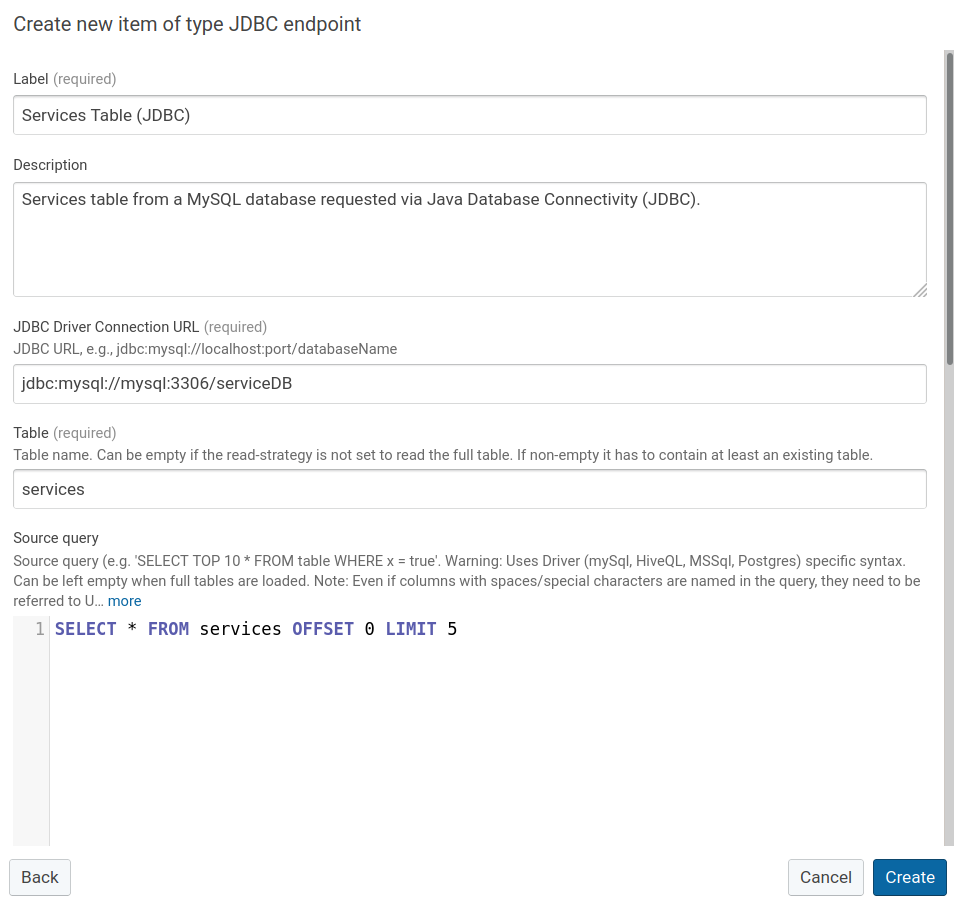 Create new item of type JDBC endpoint
Label (required)
Services Table (JDBC)
Description
Services table from a MySQL database requested via Java Database Connectivity (JDBC).
JDBC Driver Connection URL (required)
JDBC URL, e.g., jdbc:mysql://localhost:port/databaseName
jdbc:mysql://mysql:3306/serviceDB
Table (required)
Table name. Can be empty if the read-strategy is not set to read the full table. If non-empty it has to contain at least an existing table.
services
Source query
Source query (e.g. 'SELECT TOP 10 * FROM table WHERE x = true'. Warning: Uses Driver (mySql, HiveQL, MSSql, Postgres) specific syntax.
Can be left empty when full tables are loaded. Note: Even if columns with spaces/special characters are named in the query, they need to be
referred to U... more
1 SELECT * FROM services OFFSET 0 LIMIT 5
Back Cancel Create